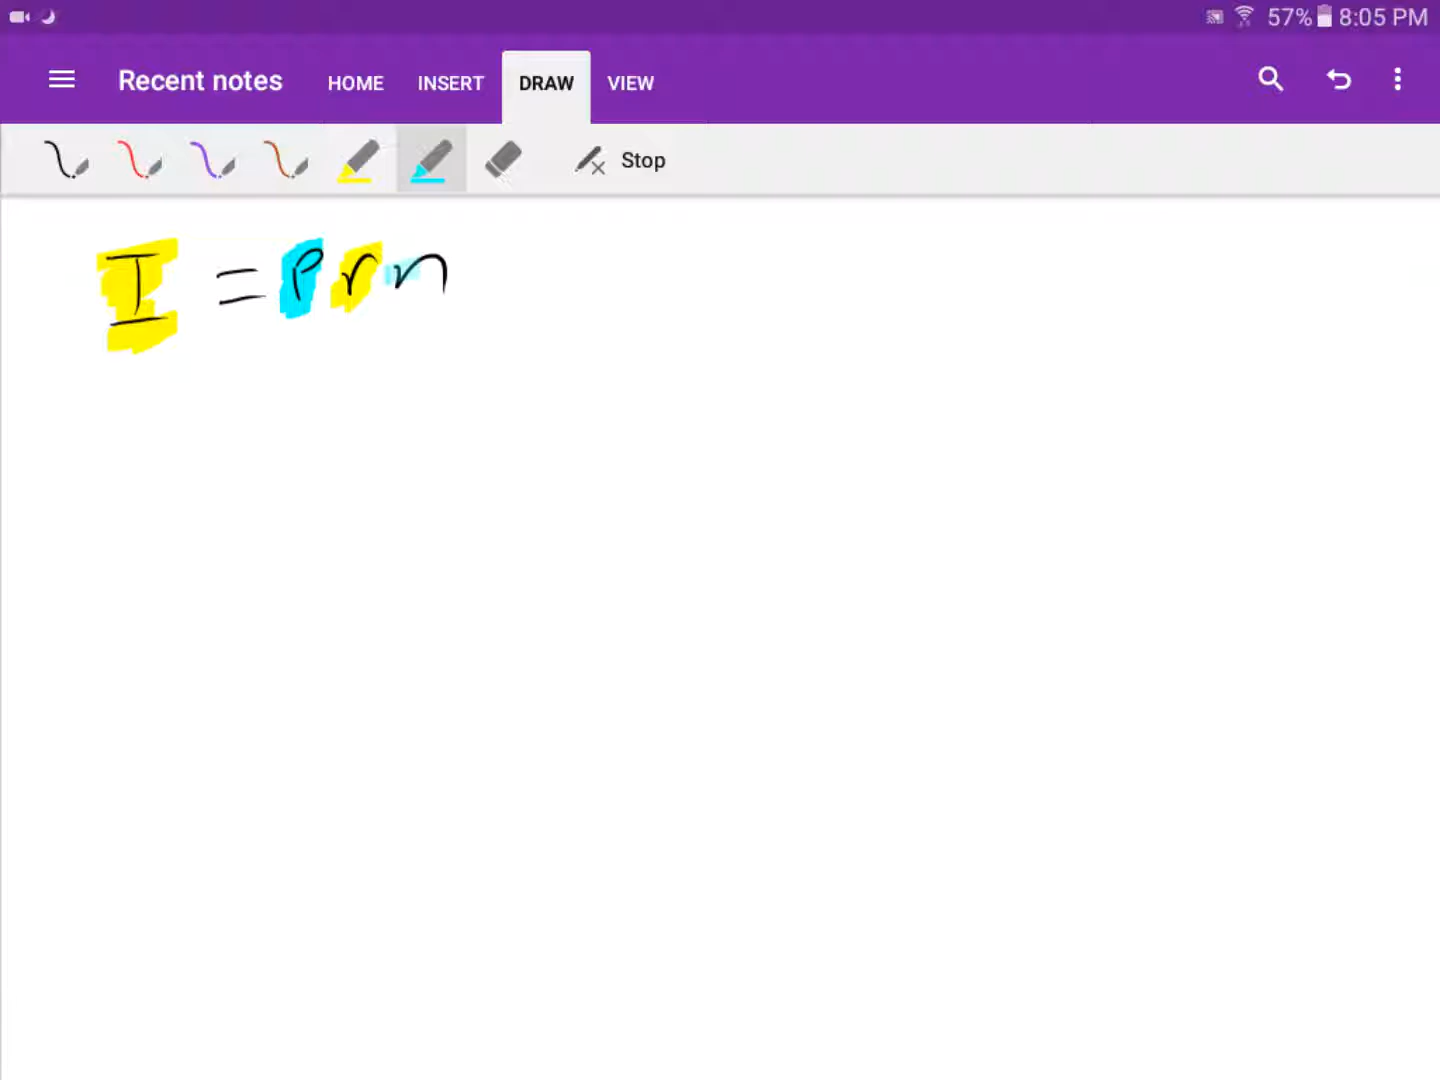 57% 8:05 PM
Recent notes HOME INSERT DRAW VIEW
Stop
I = Prn